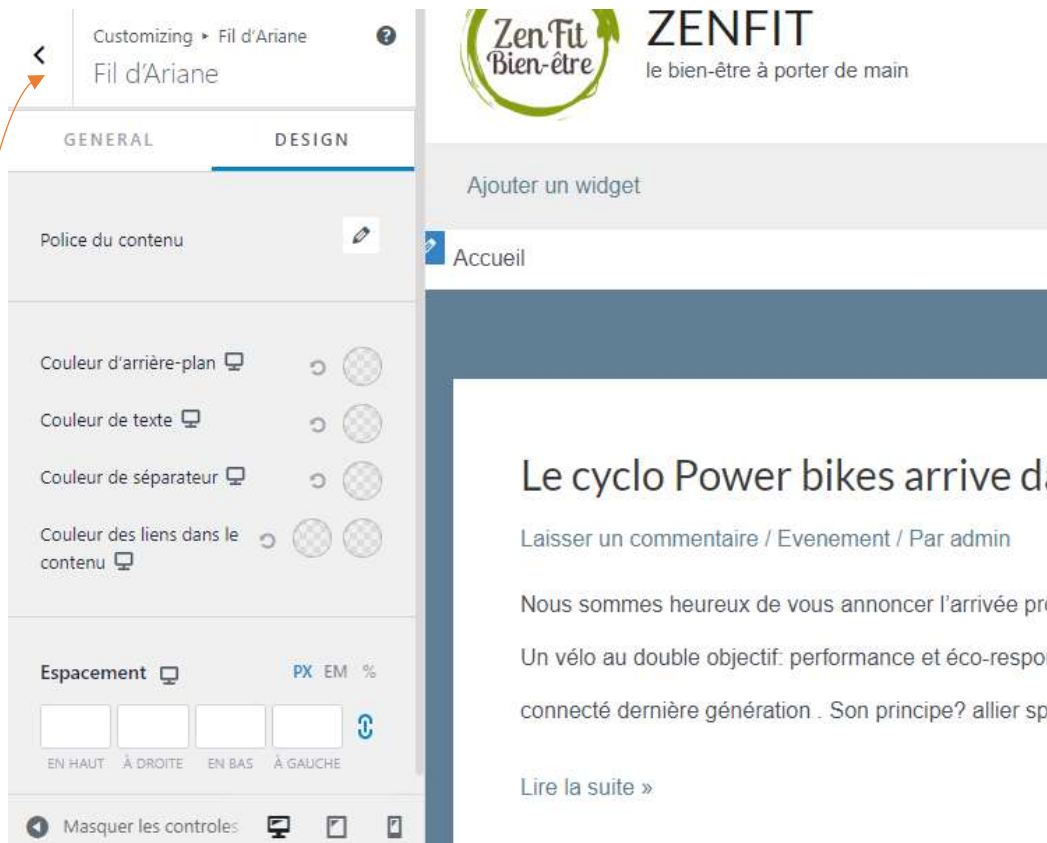 Customizing ▸ Fil d'Ariane
Fil d'Ariane
GENERAL
DESIGN
Police du contenu
Couleur d'arrière-plan
Couleur de texte
Couleur de séparateur
Couleur des liens dans le
contenu
Espacement
PX EM %
EN HAUT À DROITE EN BAS À GAUCHE
Masquer les controles
Zen Fit
Bien-être
ZENFIT
le bien-être à porter de main
Ajouter un widget
Accueil
Le cyclo Power bikes arrive da
Laisser un commentaire / Evenement / Par admin
Nous sommes heureux de vous annoncer l'arrivée pro
Un vélo au double objectif: performance et éco-respon
connecté dernière génération . Son principe? allier sp
Lire la suite »